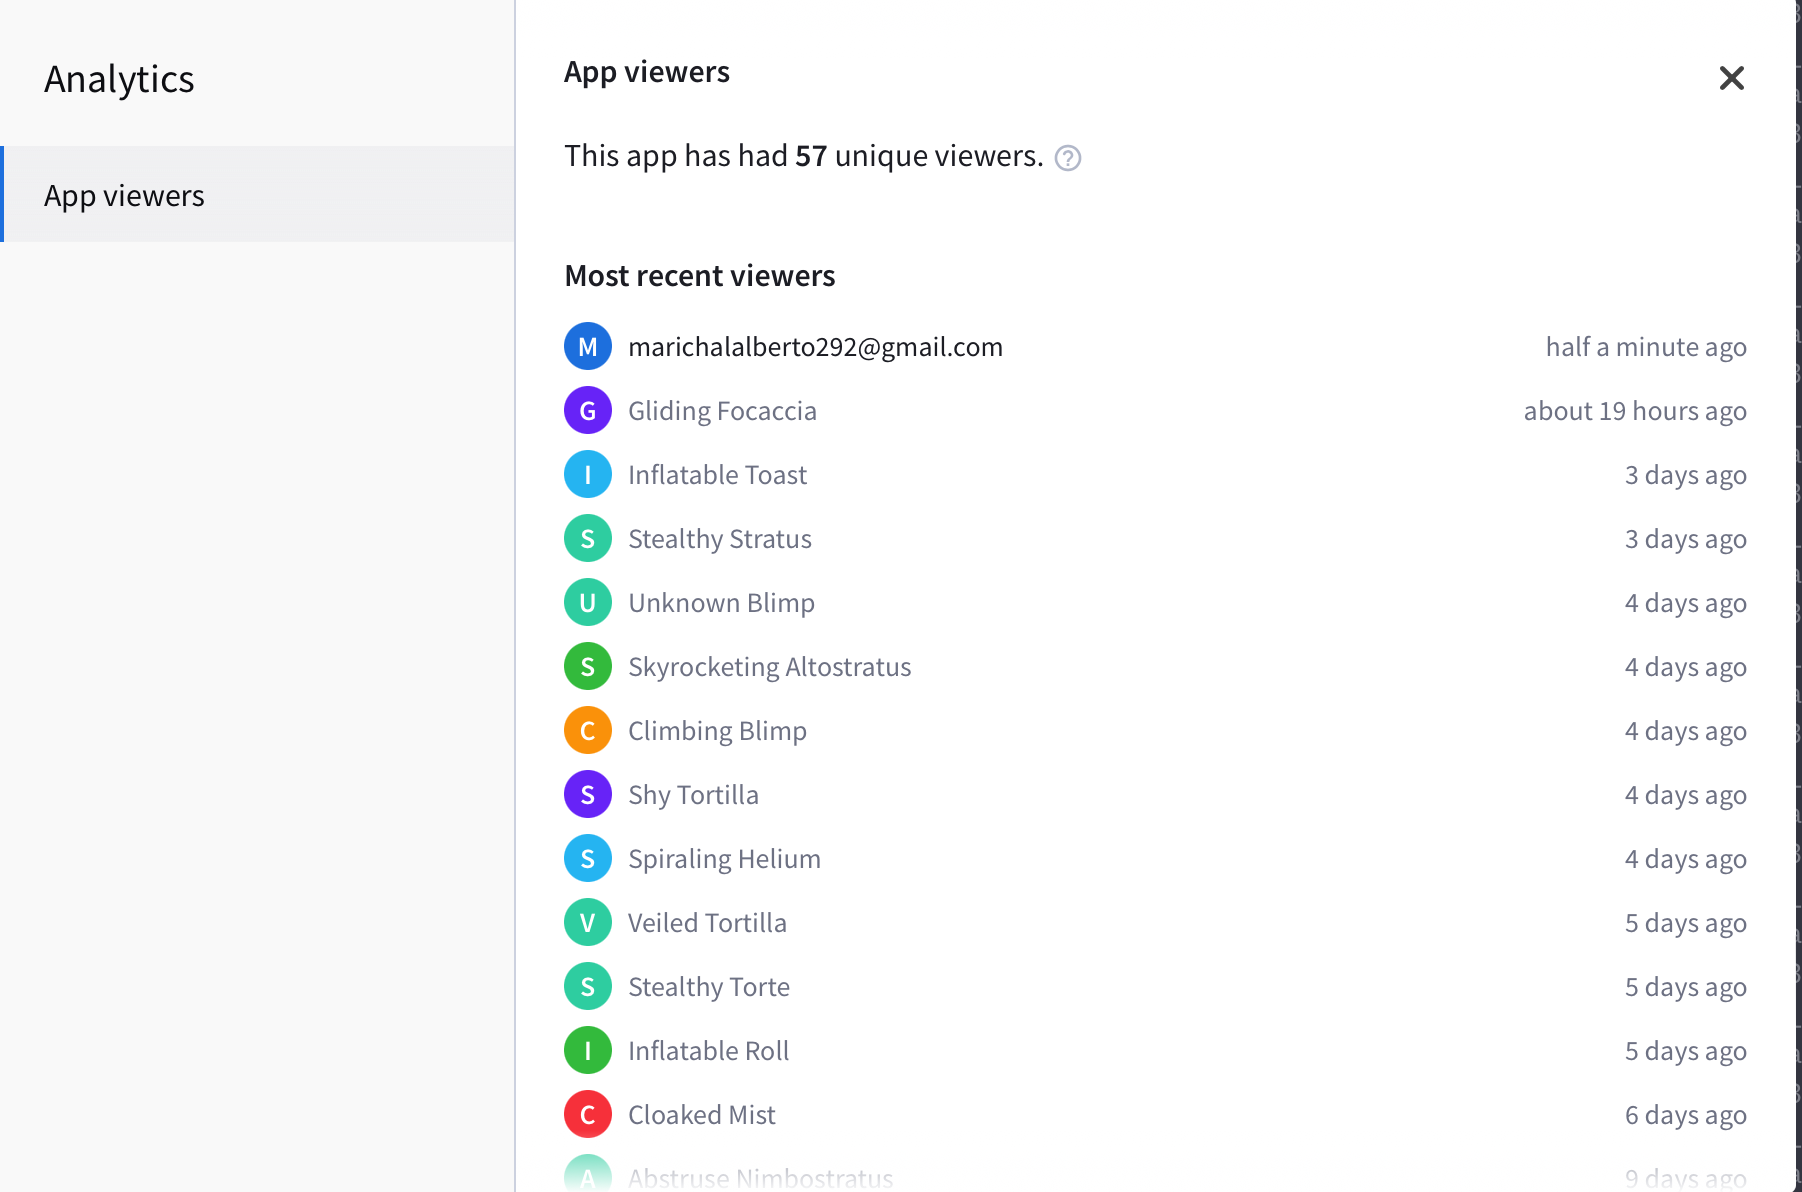 Analytics
App viewers
App viewers
This app has had 57 unique viewers. ?
Most recent viewers
M marichalalberto292@gmail.com half a minute ago
G Gliding Focaccia about 19 hours ago
I Inflatable Toast 3 days ago
S Stealthy Stratus 3 days ago
U Unknown Blimp 4 days ago
S Skyrocketing Altostratus 4 days ago
C Climbing Blimp 4 days ago
S Shy Tortilla 4 days ago
S Spiraling Helium 4 days ago
V Veiled Tortilla 5 days ago
S Stealthy Torte 5 days ago
I Inflatable Roll 5 days ago
C Cloaked Mist 6 days ago
A Abstruse Nimbostratus 9 days ago